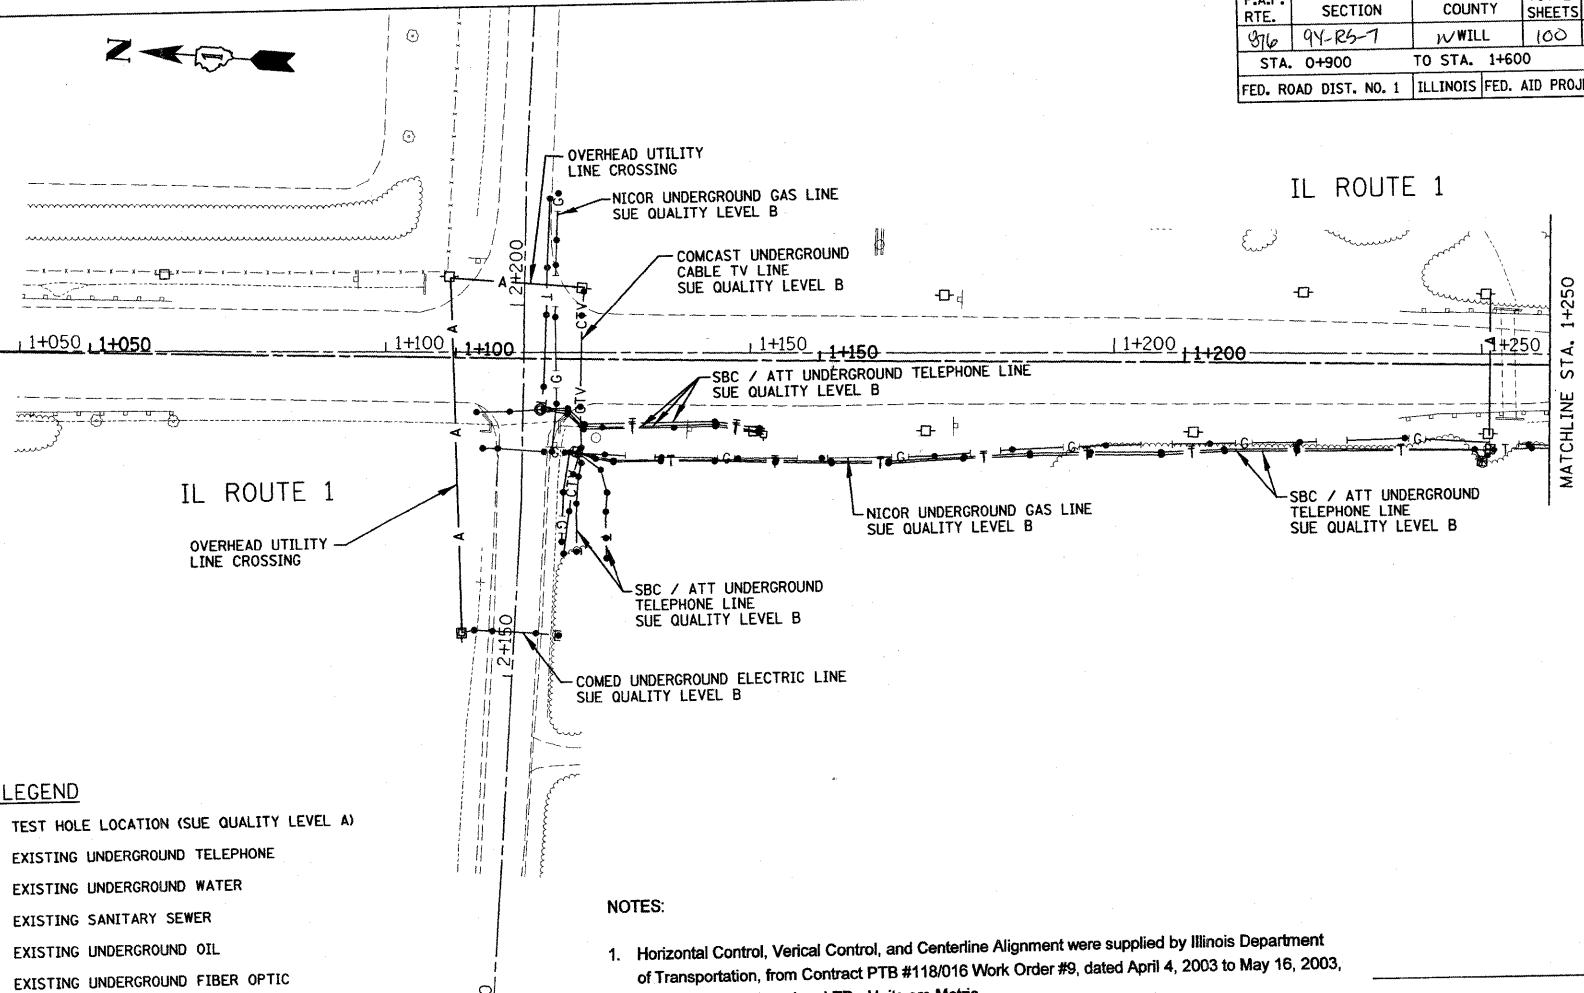 RTE.
SECTION
COUNTY
SHEETS
876
94-RS-7
WILL
100
STA. 0+900 TO STA. 1+600
FED. ROAD DIST. NO. 1
ILLINOIS
N
1
OVERHEAD UTILITY
LINE CROSSING
NICOR UNDERGROUND GAS LINE
SUE QUALITY LEVEL B
COMCAST UNDERGROUND
CABLE TV LINE
SUE QUALITY LEVEL B
IL ROUTE 1
2+200
MATCHLINE STA. 1+250
1+050
1+050
1+100
1+100
1+150
1+150
1+200
1+200
1+250
SBC / ATT UNDERGROUND TELEPHONE LINE
SUE QUALITY LEVEL B
IL ROUTE 1
OVERHEAD UTILITY
LINE CROSSING
NICOR UNDERGROUND GAS LINE
SUE QUALITY LEVEL B
SBC / ATT UNDERGROUND
TELEPHONE LINE
SUE QUALITY LEVEL B
SBC / ATT UNDERGROUND
TELEPHONE LINE
SUE QUALITY LEVEL B
2+150
COMED UNDERGROUND ELECTRIC LINE
SUE QUALITY LEVEL B
LEGEND
TEST HOLE LOCATION (SUE QUALITY LEVEL A)
EXISTING UNDERGROUND TELEPHONE
EXISTING UNDERGROUND WATER
EXISTING SANITARY SEWER
EXISTING UNDERGROUND OIL
EXISTING UNDERGROUND FIBER OPTIC
NOTES:
1. Horizontal Control, Verical Control, and Centerline Alignment were supplied by Illinois Department
of Transportation, from Contract PTB #118/016 Work Order #9, dated April 4, 2003 to May 16, 2003,